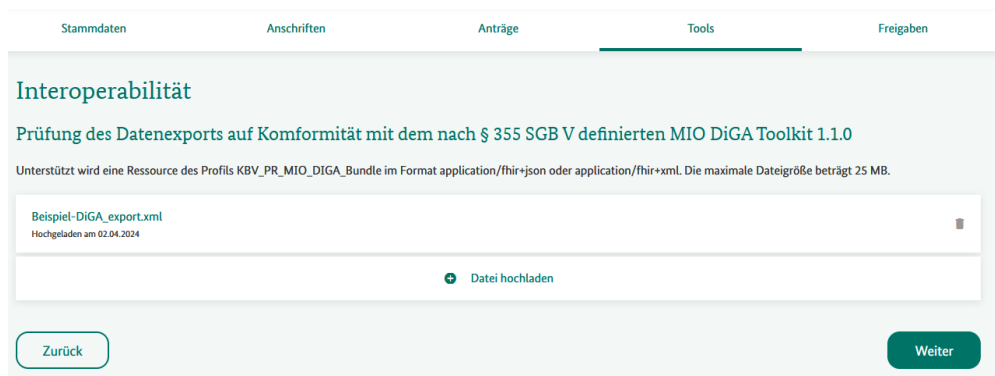 Stammdaten Anschriften Anträge Tools Freigaben
Interoperabilität
Prüfung des Datenexports auf Komformität mit dem nach § 355 SGB V definierten MIO DiGA Toolkit 1.1.0
Unterstützt wird eine Ressource des Profils KBV_PR_MIO_DIGA_Bundle im Format application/fhir+json oder application/fhir+xml. Die maximale Dateigröße beträgt 25 MB.
Beispiel-DiGA_export.xml
Hochgeladen am 02.04.2024
Datei hochladen
Zurück Weiter